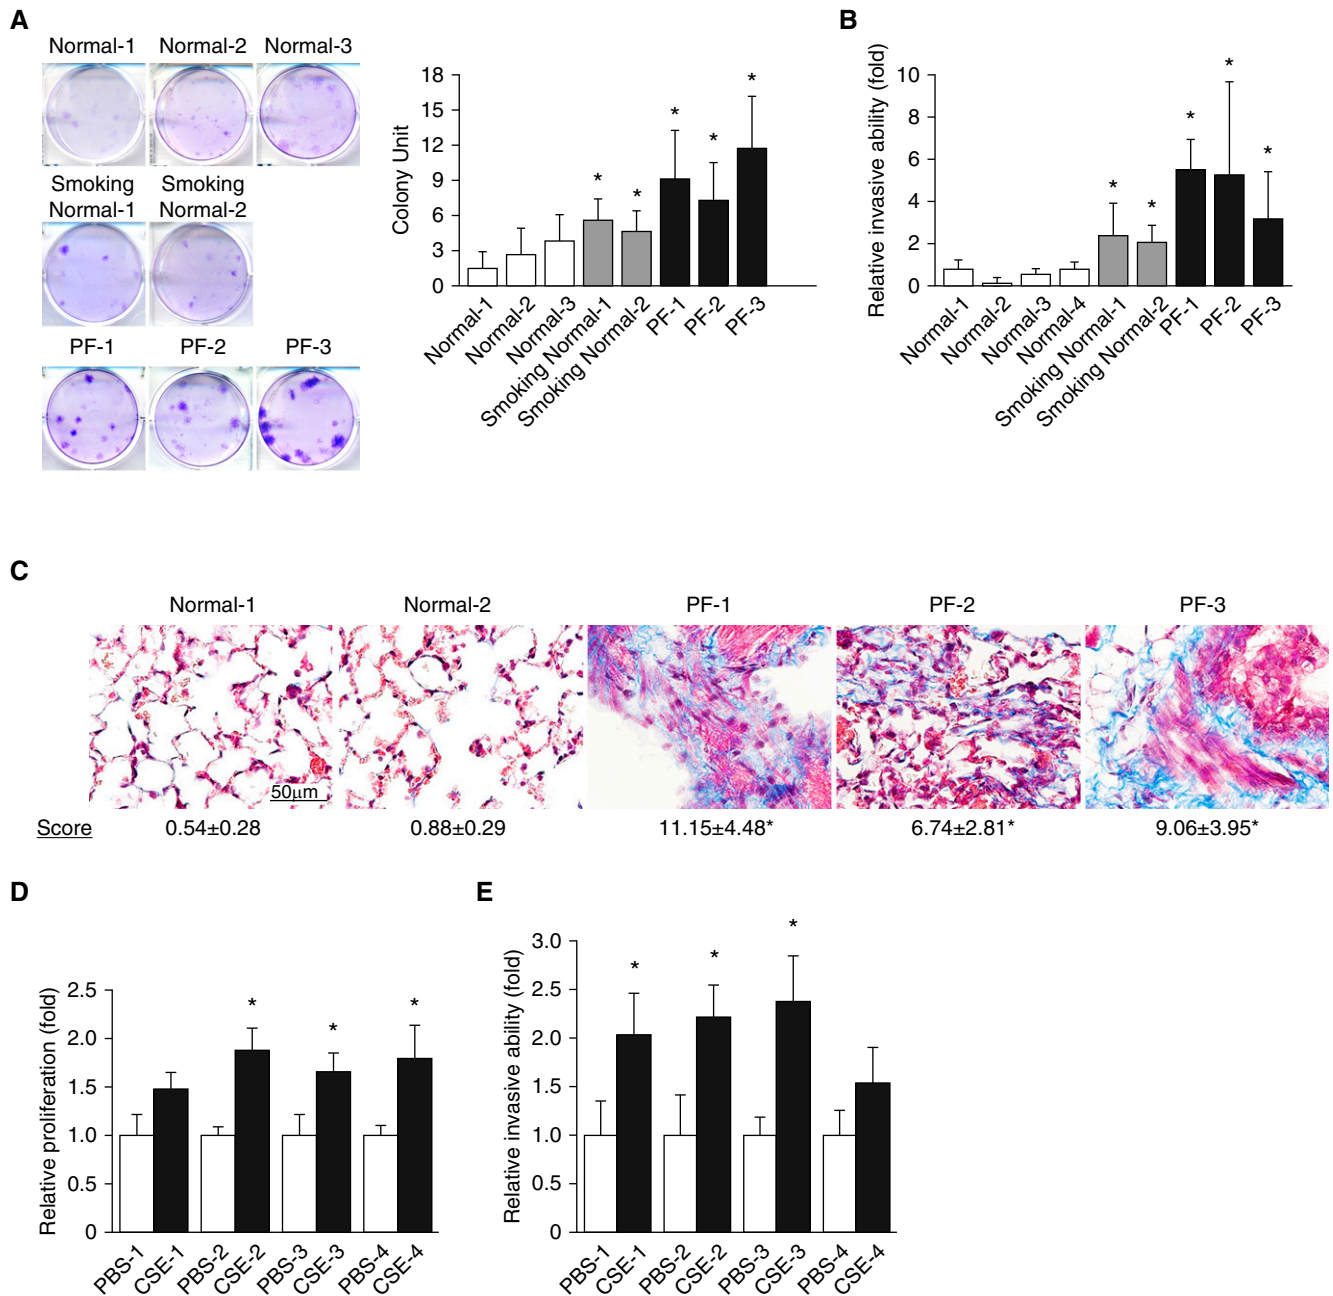 A
Normal-1 Normal-2 Normal-3
Smoking Normal-1 Smoking Normal-2
PF-1 PF-2 PF-3
Colony Unit
18
15
12
9
6
3
0
* * * * *
Normal-1 Normal-2 Normal-3 Smoking Normal-1 Smoking Normal-2 PF-1 PF-2 PF-3
B
Relative invasive ability (fold)
10
8
6
4
2
0
* * * * *
Normal-1 Normal-2 Normal-3 Normal-4 Smoking Normal-1 Smoking Normal-2 PF-1 PF-2 PF-3
C
Normal-1 Normal-2 PF-1 PF-2 PF-3
50μm
Score 0.54±0.28 0.88±0.29 11.15±4.48* 6.74±2.81* 9.06±3.95*
D
Relative proliferation (fold)
2.5
2.0
1.5
1.0
0.5
0
* * *
PBS-1 CSE-1 PBS-2 CSE-2 PBS-3 CSE-3 PBS-4 CSE-4
E
Relative invasive ability (fold)
3.0
2.5
2.0
1.5
1.0
0.5
0
* * *
PBS-1 CSE-1 PBS-2 CSE-2 PBS-3 CSE-3 PBS-4 CSE-4